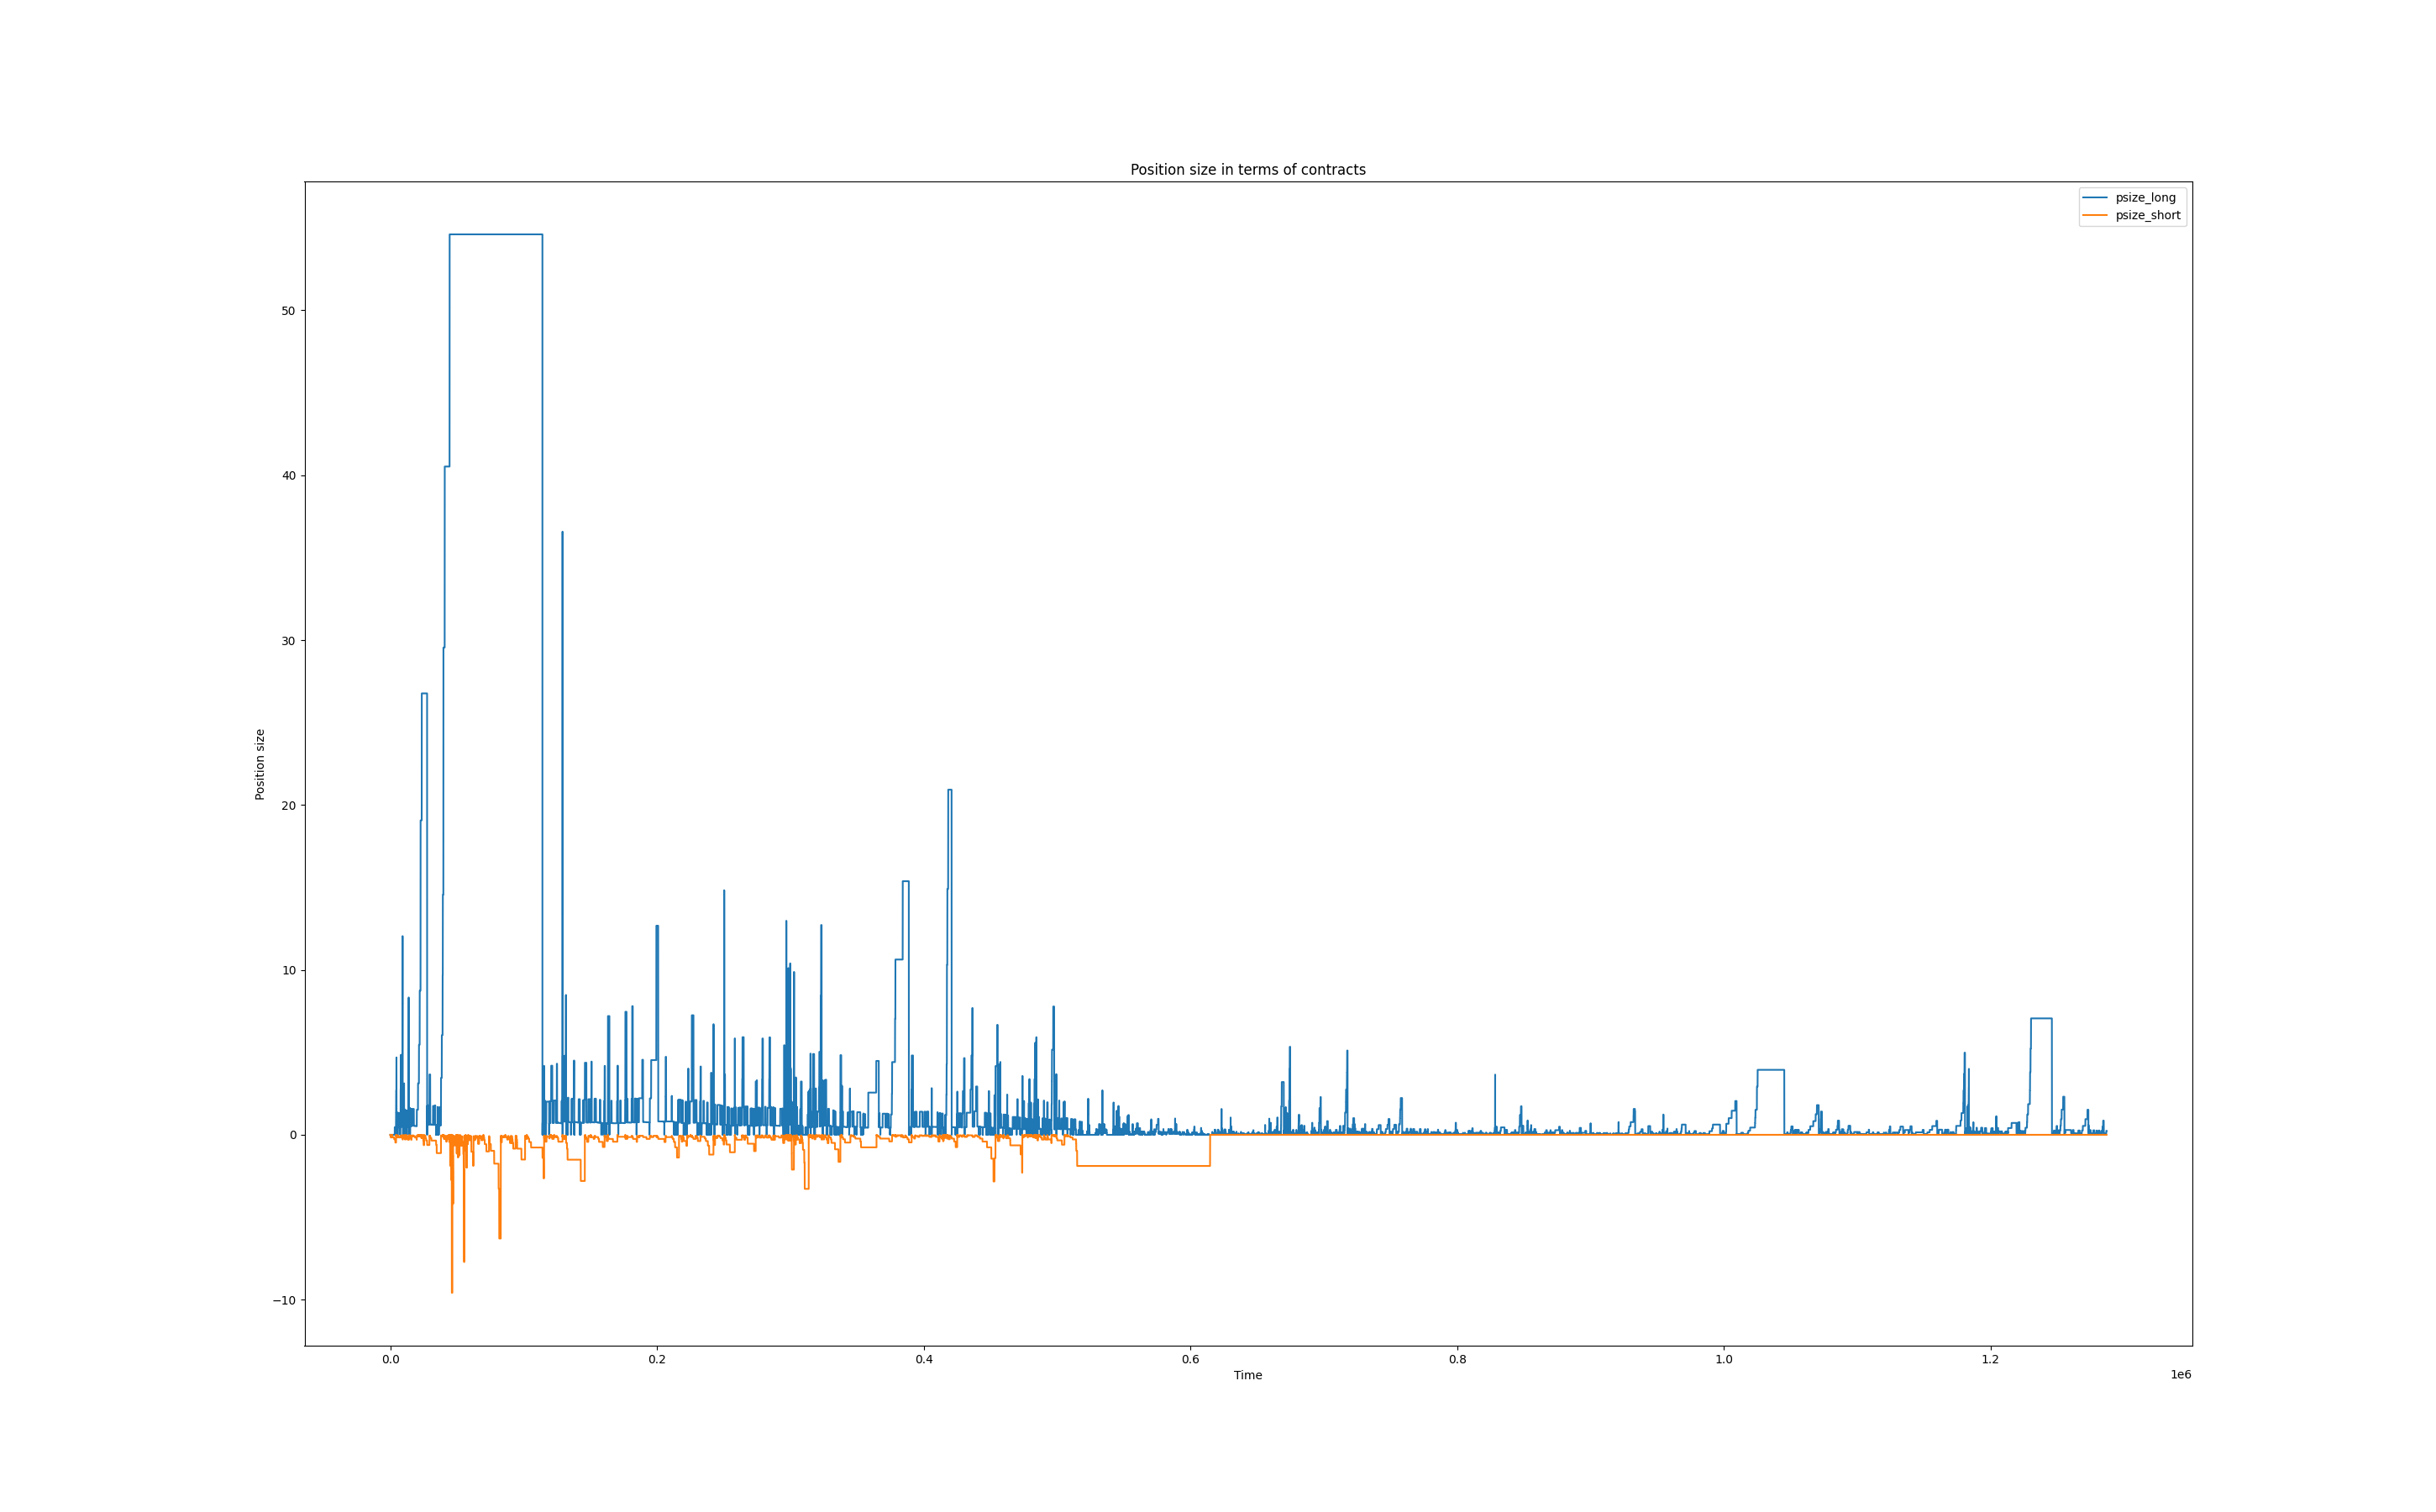 Position size in terms of contracts
psize_long
psize_short
50
40
30
20
10
0
−10
Position size
0.0 0.2 0.4 0.6 0.8 1.0 1.2
Time
1e6